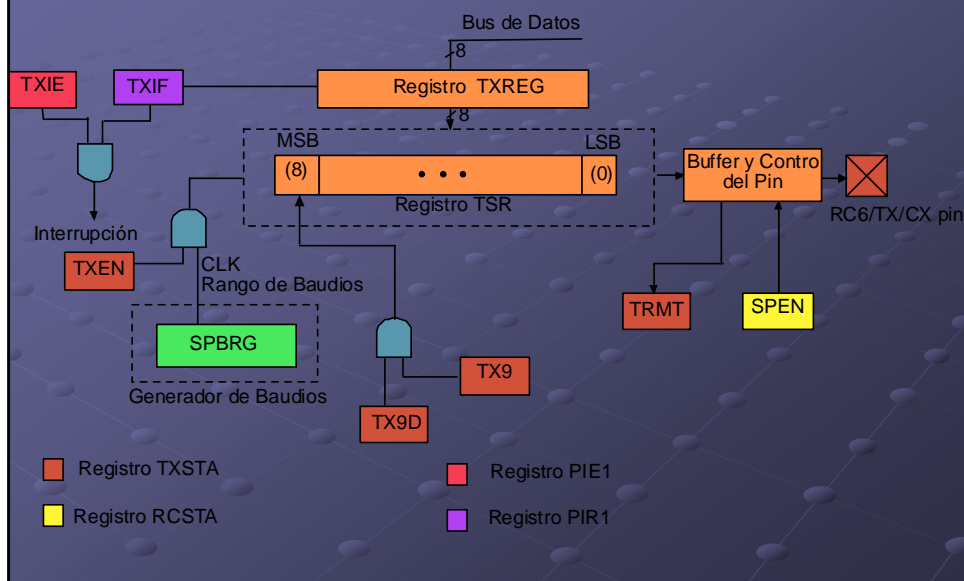 Bus de Datos
8
TXIE
TXIF
Registro TXREG
8
MSB
LSB
(8)
• • •
(0)
Registro TSR
Buffer y Contro
del Pin
RC6/TX/CX pin
Interrupción
TXEN
CLK
Rango de Baudios
TRMT
SPEN
SPBRG
Generador de Baudios
TX9
TX9D
Registro TXSTA
Registro PIE1
Registro RCSTA
Registro PIR1